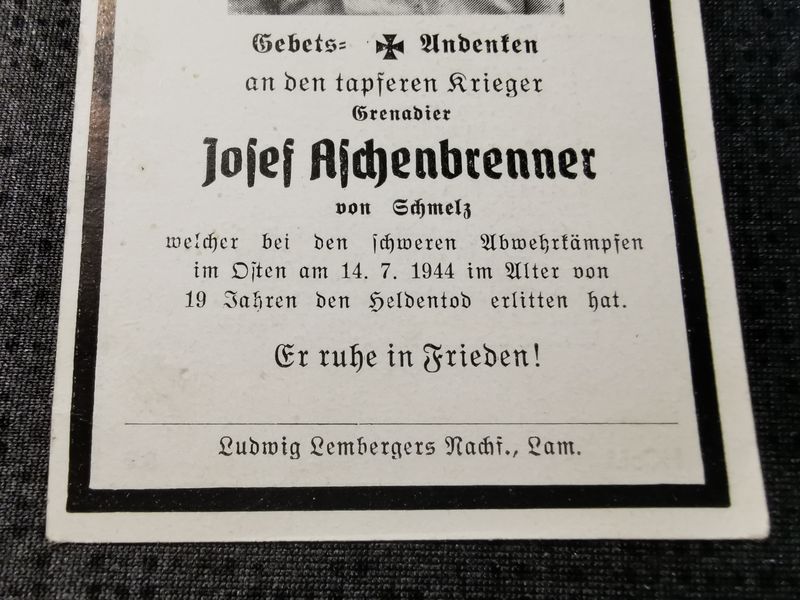 Gebets= ✠ Andenken
an den tapferen Krieger
Grenadier
Josef Aschenbrenner
von Schmelz
welcher bei den schweren Abwehrkämpfen
im Osten am 14. 7. 1944 im Alter von
19 Jahren den Heldentod erlitten hat.
Er ruhe in Frieden!
Ludwig Lembergers Nachf., Lam.